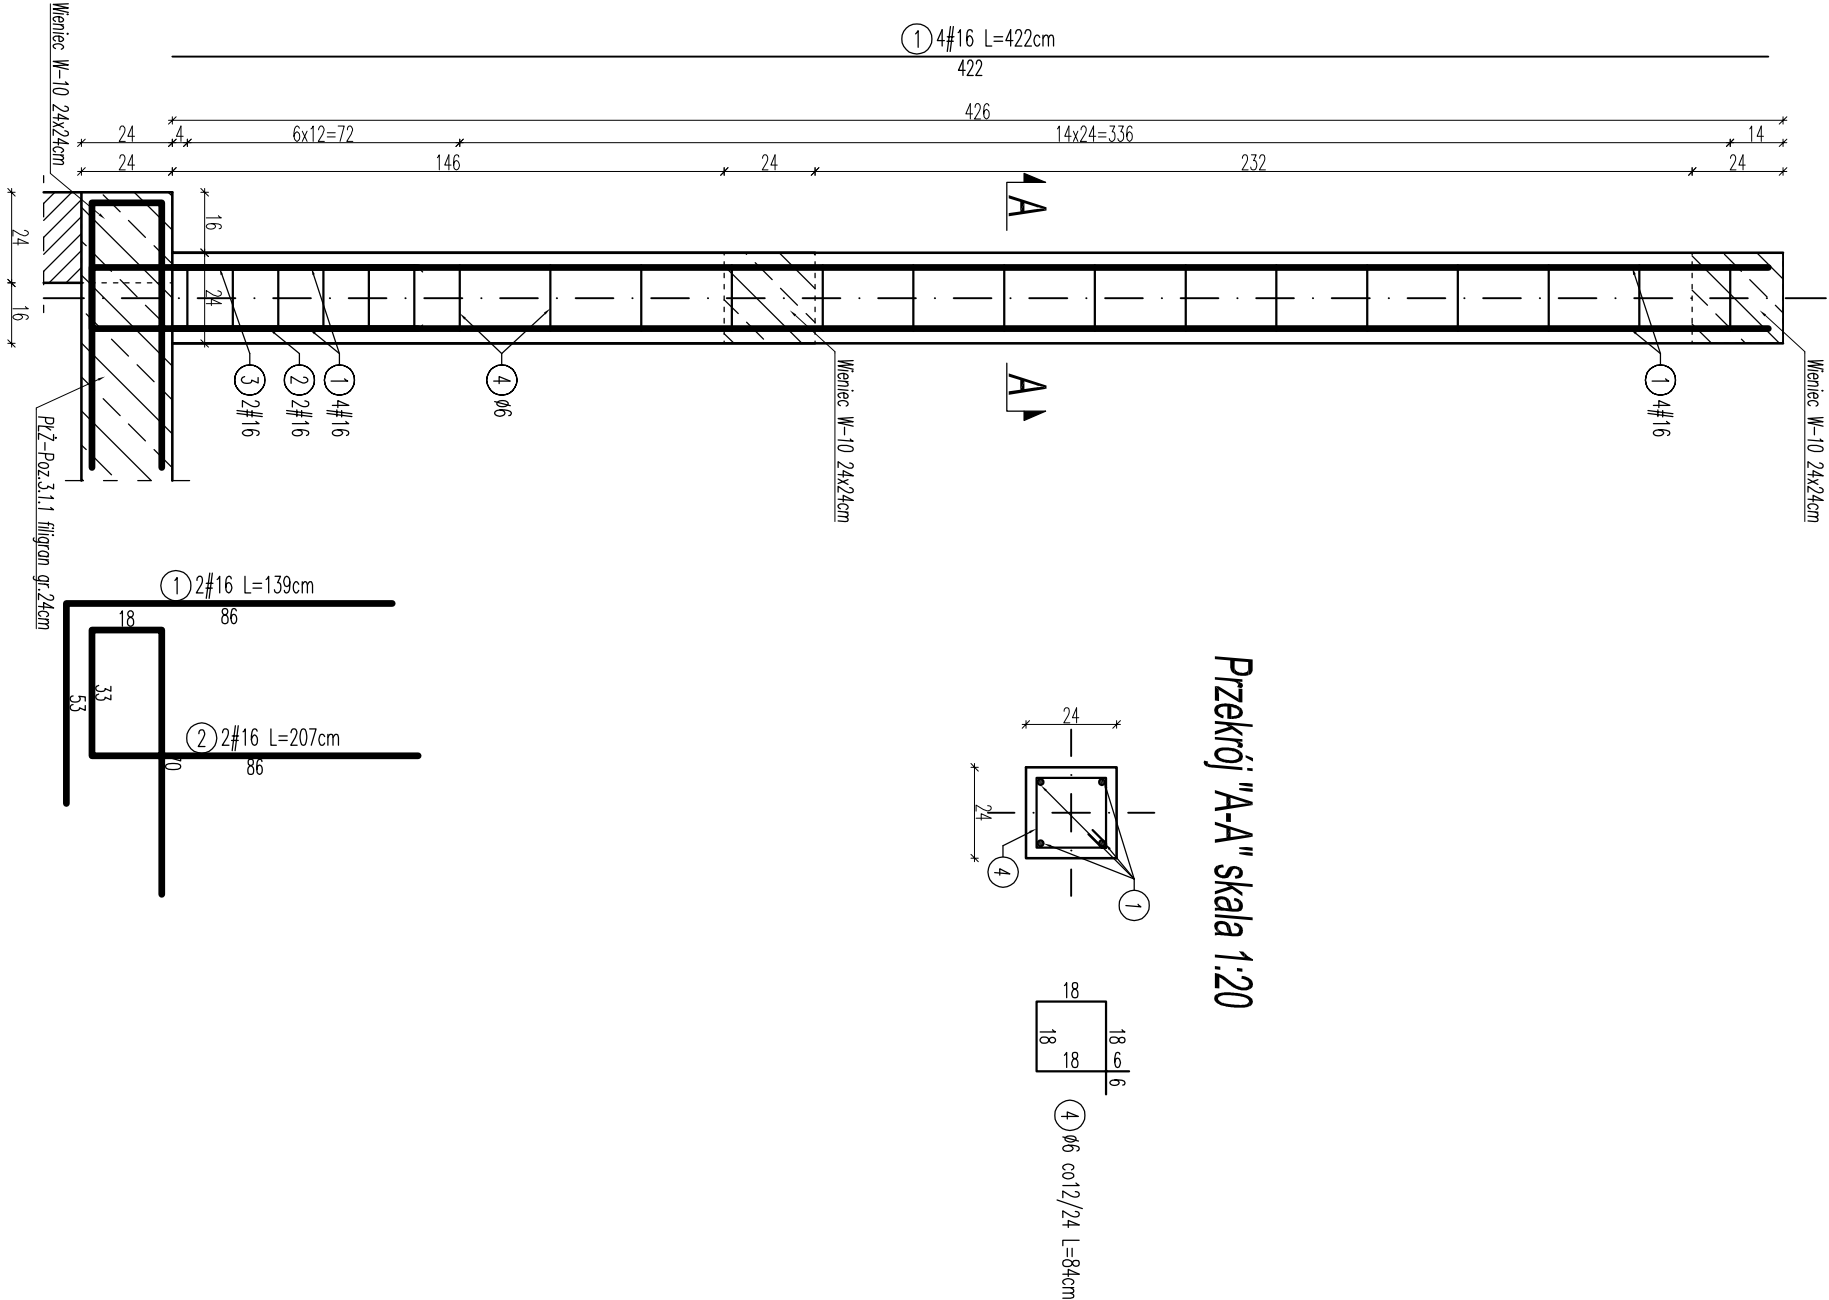 1 4#16 L=422cm
422
426
24 4 6x12=72 14x24=336 14
24 146 24 232 24
Wieniec W-10 24x24cm
16
24
24
16
A
A
3 2#16
2 2#16
1 4#16
4 ø6
1 4#16
Wieniec W-10 24x24cm
Wieniec W-10 24x24cm
PŁŻ-Poz.3.1.1 filigran gr.24cm
1 2#16 L=139cm
86
53
18
33
2 2#16 L=207cm
86
70
Przekrój "A-A" skala 1:20
24
24
4
1
18
18
18
18
6
6
4 ø6 co12/24 L=84cm